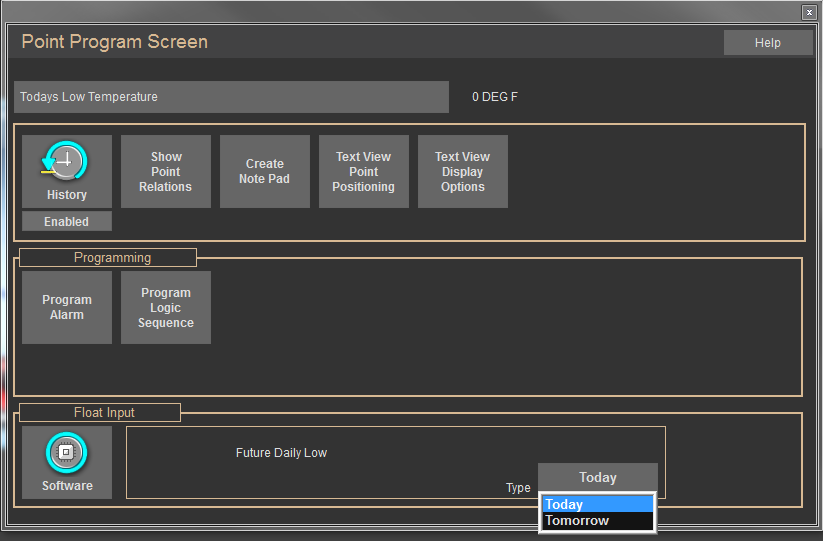 x
Point Program Screen
Help
Todays Low Temperature
0 DEG F
History
Enabled
Show
Point
Relations
Create
Note Pad
Text View
Point
Positioning
Text View
Display
Options
Programming
Program
Alarm
Program
Logic
Sequence
Float Input
Software
Future Daily Low
Type
Today
Today
Tomorrow